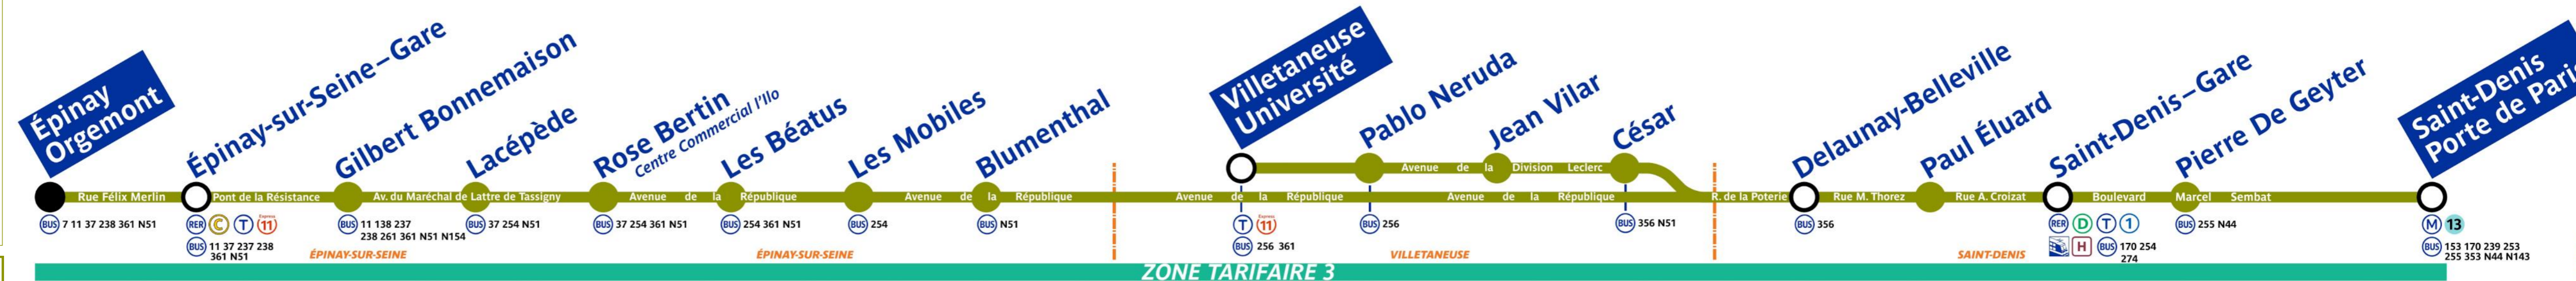 Épinay
Orgemont
Épinay-sur-Seine–Gare
Gilbert Bonnemaison
Lacépède
Rose Bertin
Centre Commercial l'Ilo
Les Béatus
Les Mobiles
Blumenthal
Villetaneuse
Université
Pablo Neruda
Jean Vilar
César
Delaunay-Belleville
Paul Éluard
Saint-Denis–Gare
Pierre De Geyter
Saint-Denis
Porte de Paris
Avenue de la Division Leclerc
Rue Félix Merlin
Pont de la Résistance
Av. du Maréchal de Lattre de Tassigny
Avenue de la République
Avenue de la République
Avenue de la République
Avenue de la République
R. de la Poterie
Rue M. Thorez
Rue A. Croizat
Boulevard Marcel Sembat
BUS 7 11 37 238 361 N51
RER C T Express 11
BUS 11 37 237 238
361 N51
BUS 11 138 237
238 261 361 N51 N154
BUS 37 254 N51
BUS 37 254 361 N51
BUS 254 361 N51
BUS 254
BUS N51
T Express 11
BUS 256 361
BUS 256
BUS 356 N51
BUS 356
RER D T 1
H BUS 170 254
274
BUS 255 N44
M 13
BUS 153 170 239 253
255 353 N44 N143
ÉPINAY-SUR-SEINE
ÉPINAY-SUR-SEINE
VILLETANEUSE
SAINT-DENIS
ZONE TARIFAIRE 3